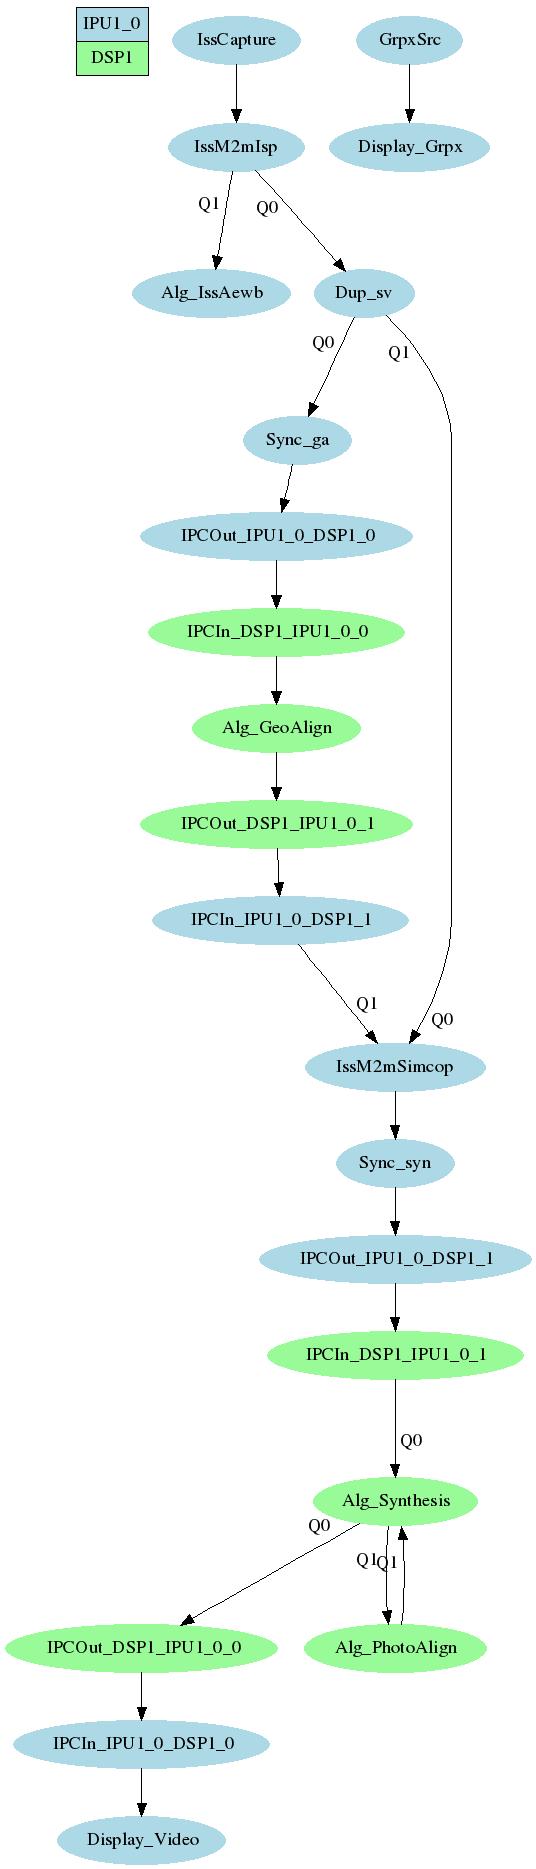 IPU1_0
DSP1
IssCapture
GrpxSrc
IssM2mIsp
Display_Grpx
Q1
Q0
Alg_IssAewb
Dup_sv
Q0
Q1
Sync_ga
IPCOut_IPU1_0_DSP1_0
IPCIn_DSP1_IPU1_0_0
Alg_GeoAlign
IPCOut_DSP1_IPU1_0_1
IPCIn_IPU1_0_DSP1_1
Q1
Q0
IssM2mSimcop
Sync_syn
IPCOut_IPU1_0_DSP1_1
IPCIn_DSP1_IPU1_0_1
Q0
Alg_Synthesis
Q0
Q1
Q1
IPCOut_DSP1_IPU1_0_0
Alg_PhotoAlign
IPCIn_IPU1_0_DSP1_0
Display_Video